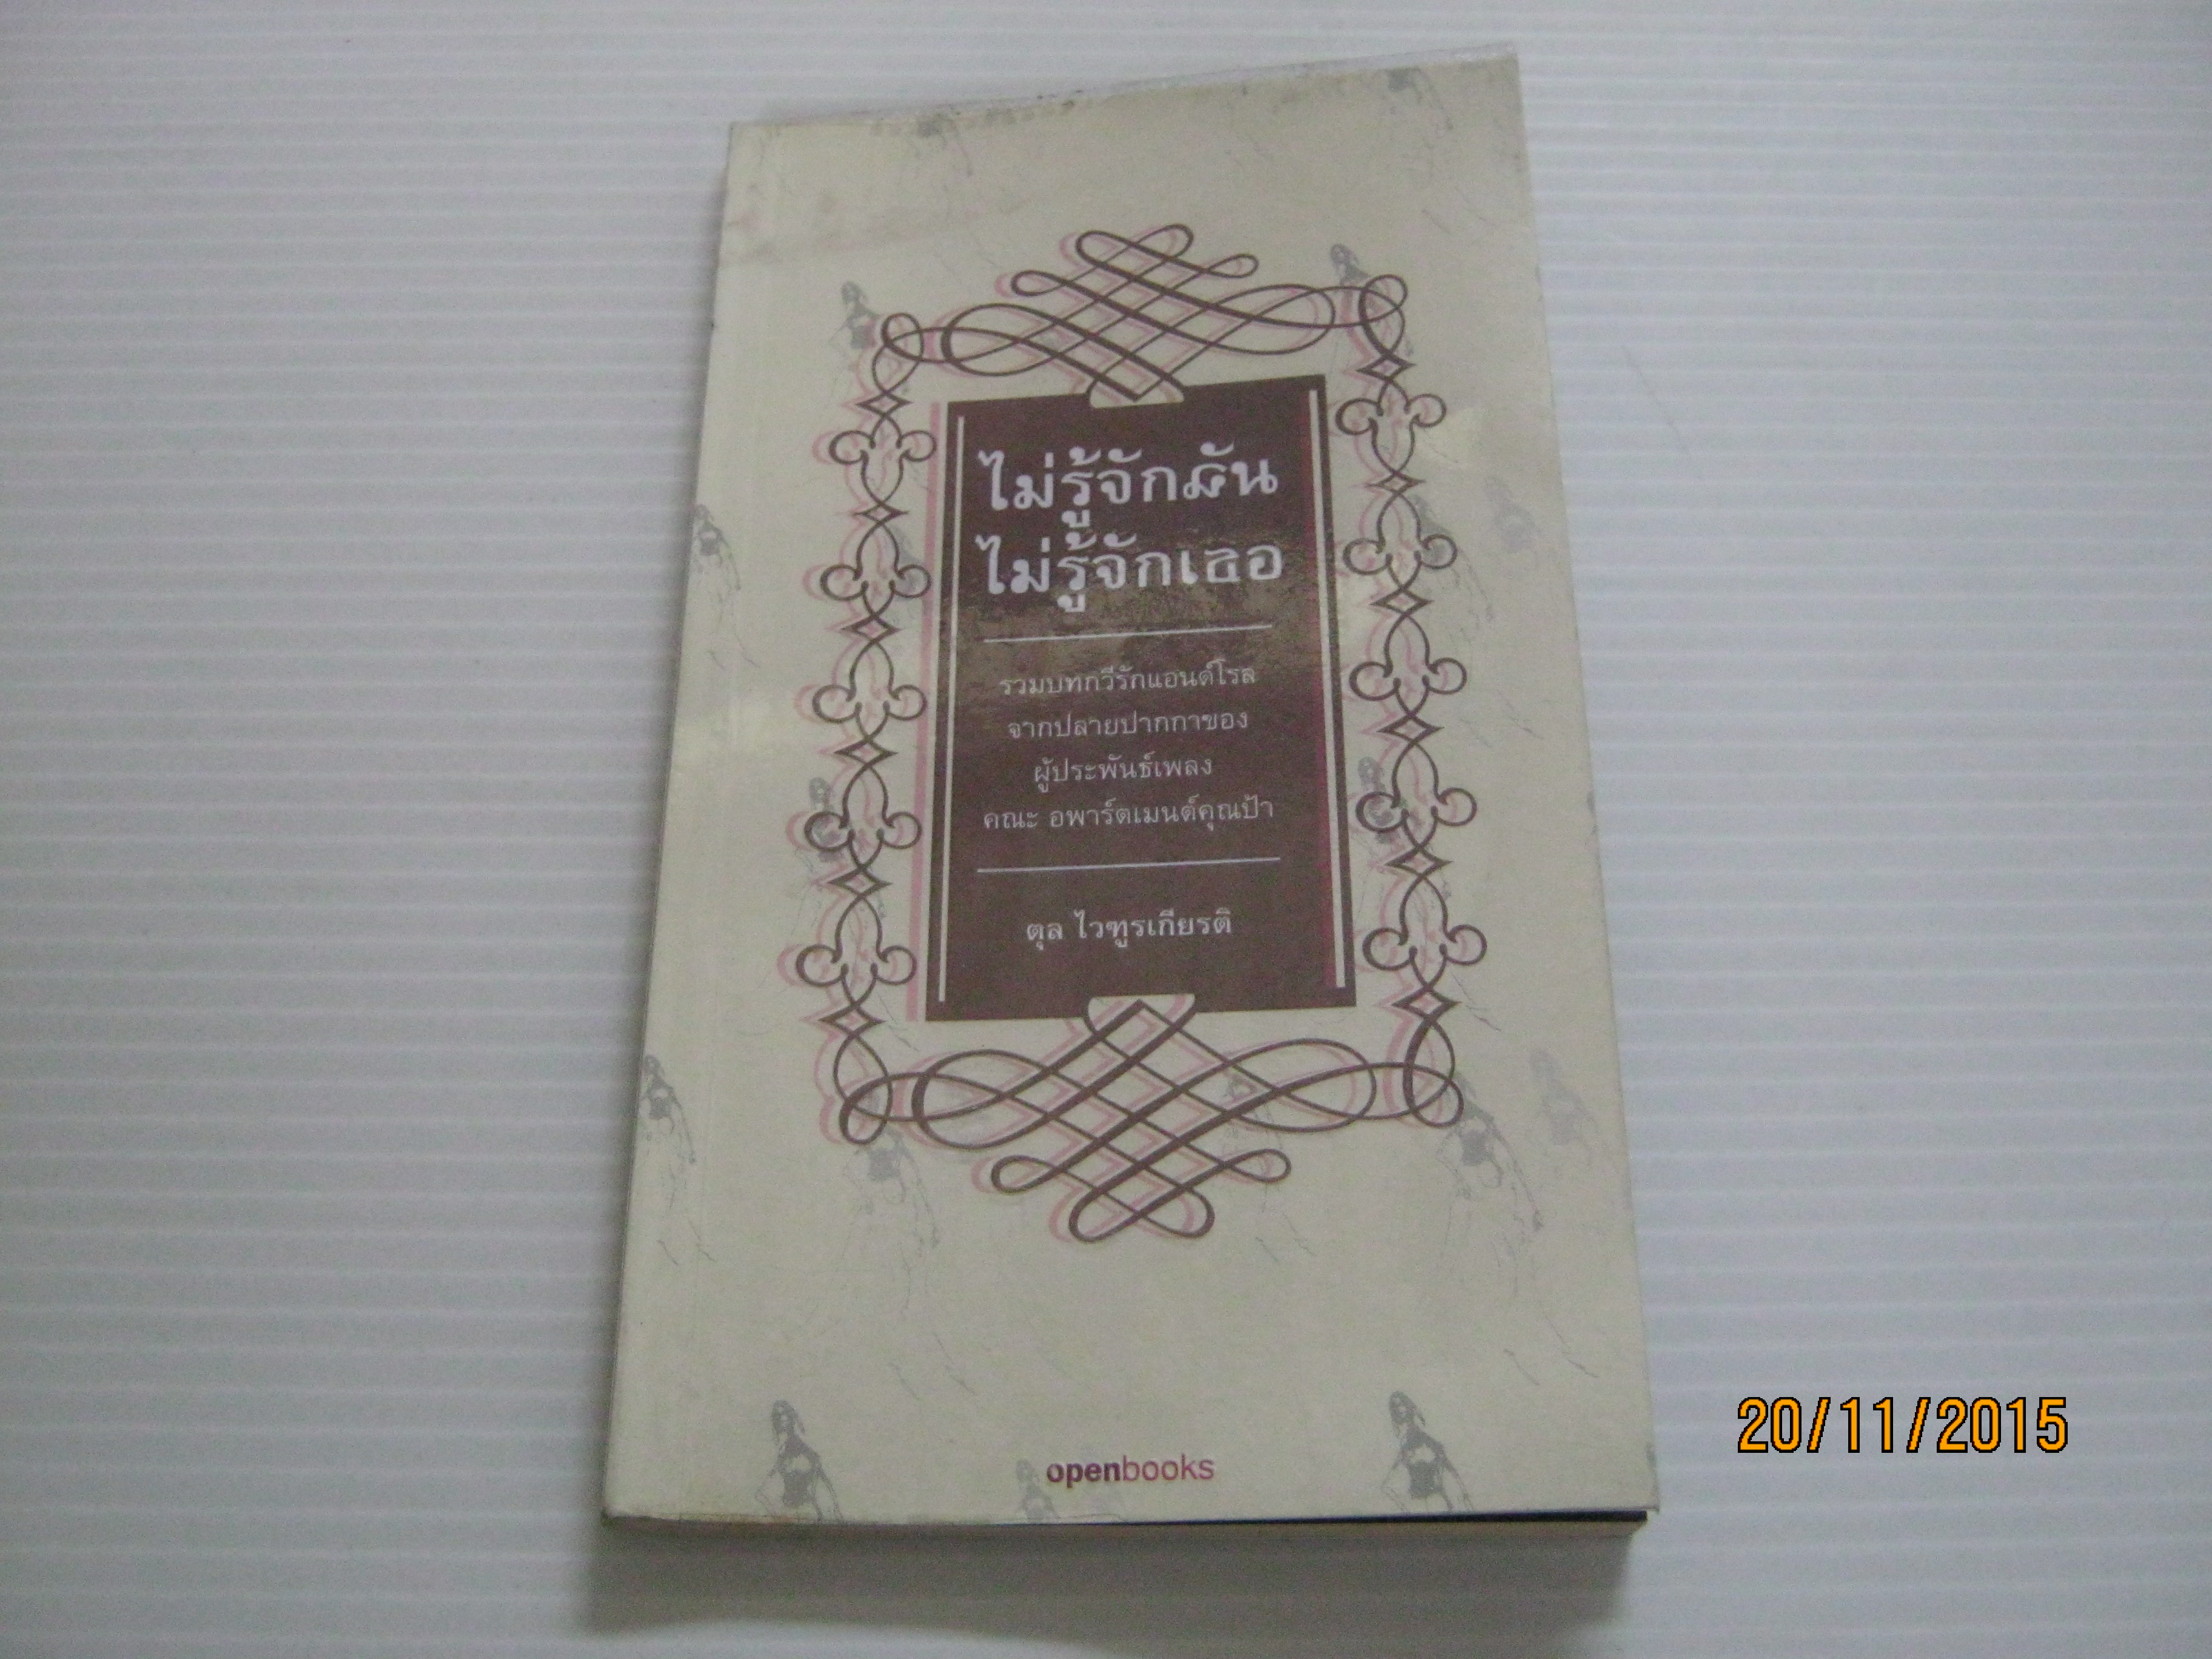 ไม่รู้จักฉัน
ไม่รู้จักเธอ
รวมบทกวีรักแอนด์โรส
จากปลายปากกาของ
ผู้ประพันธ์เพลง
คณะ อพาร์ตเมนต์คุณป้า
ตุล ไวฑูรเกียรติ
openbooks
20/11/2015